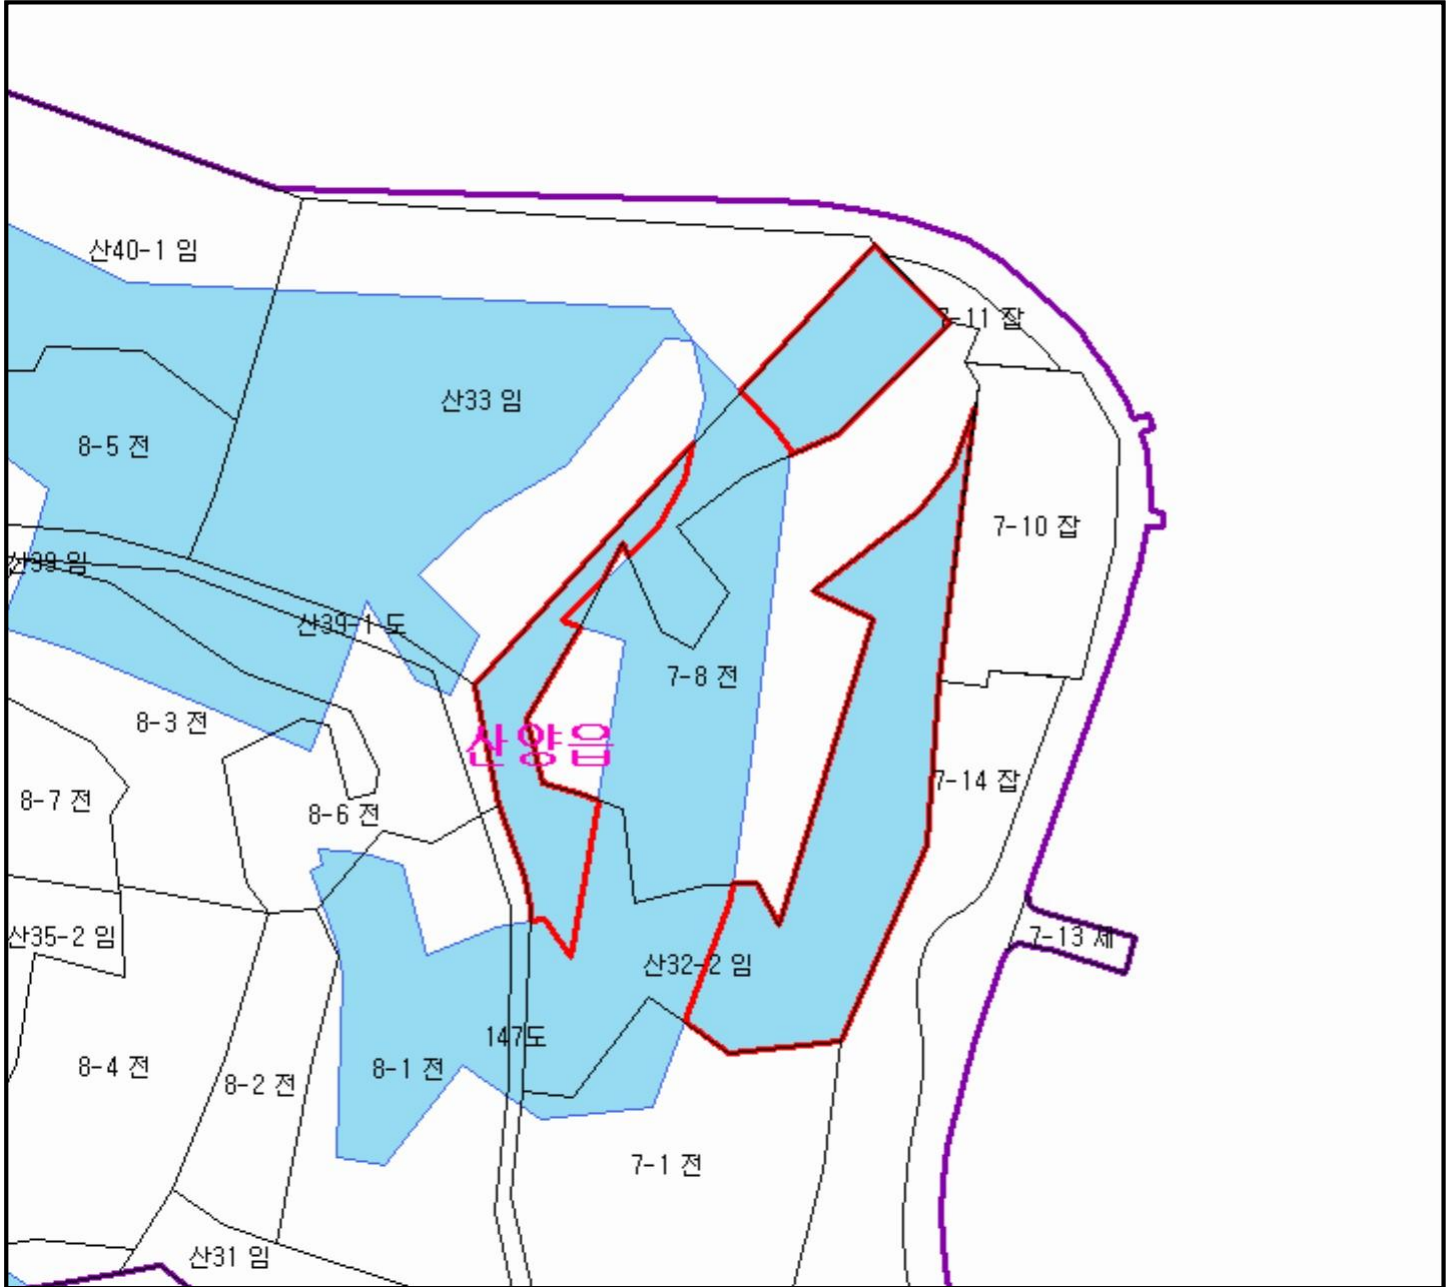 산40-1 임
7-11 잡
산33 임
8-5 전
7-10 잡
산39 임
산39-1 도
7-8 전
8-3 전
산양읍
7-14 잡
8-7 전
8-6 전
산35-2 임
7-13 제
산32-2 임
147도
8-4 전
8-1 전
8-2 전
7-1 전
산31 임